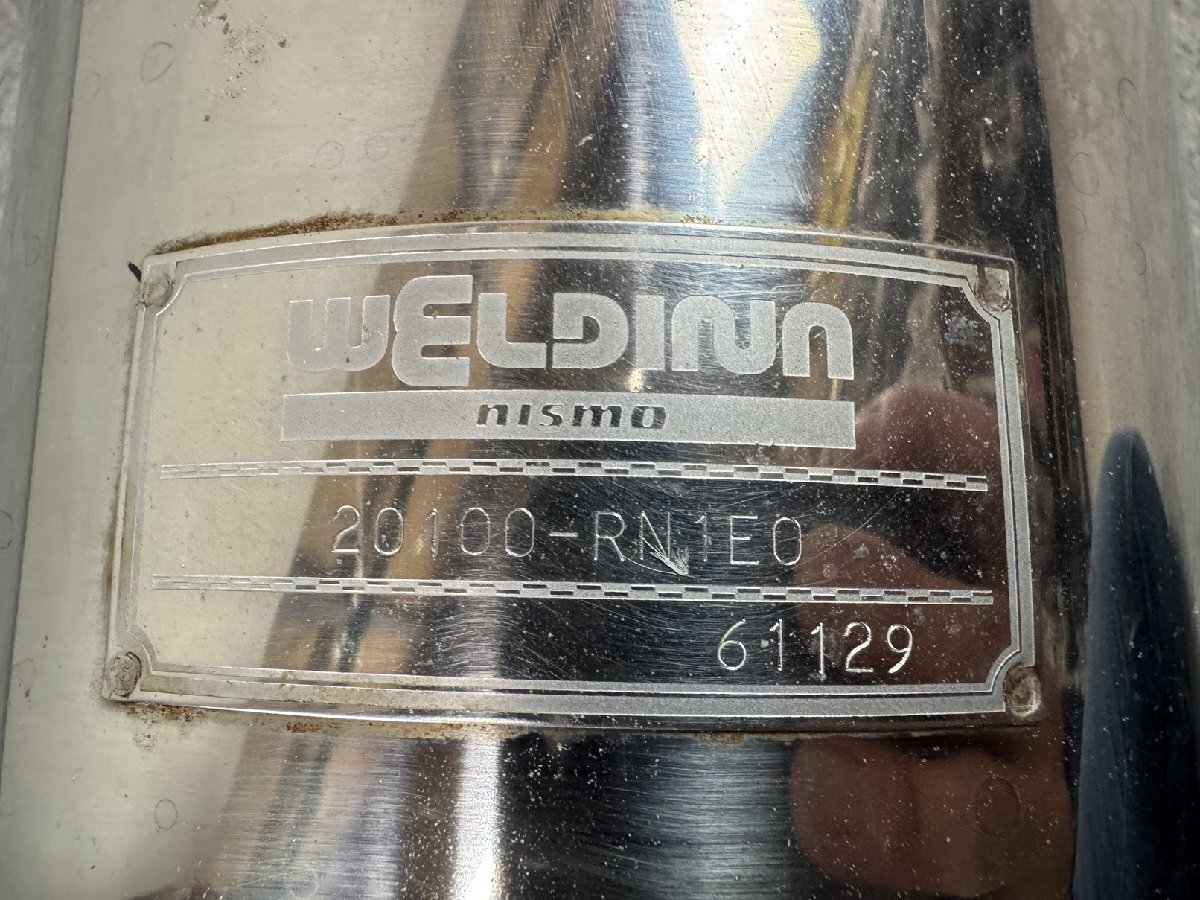 WELDINA
nismo
20100-RN1E0
61129